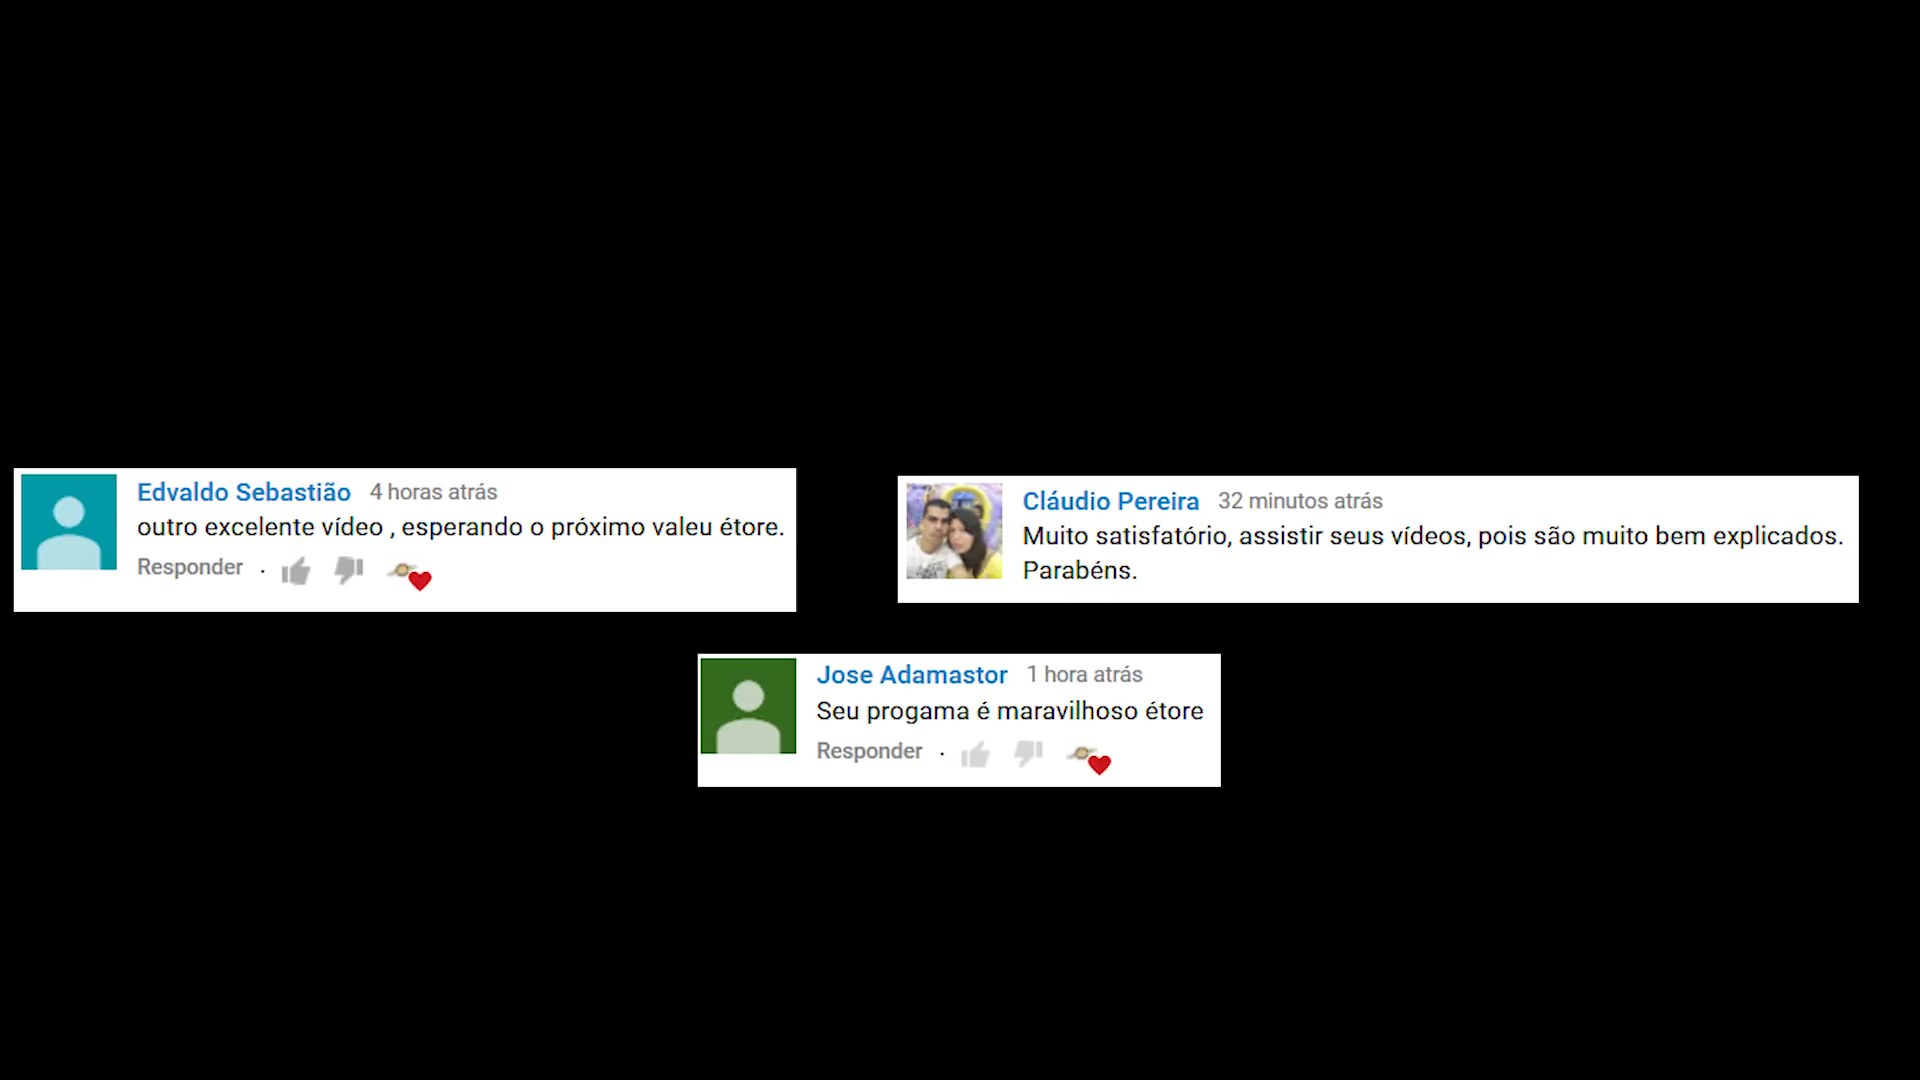 Edvaldo Sebastião 4 horas atrás
outro excelente vídeo , esperando o próximo valeu étore.
Responder .
Cláudio Pereira 32 minutos atrás
Muito satisfatório, assistir seus vídeos, pois são muito bem explicados.
Parabéns.
Jose Adamastor 1 hora atrás
Seu progama é maravilhoso étore
Responder .